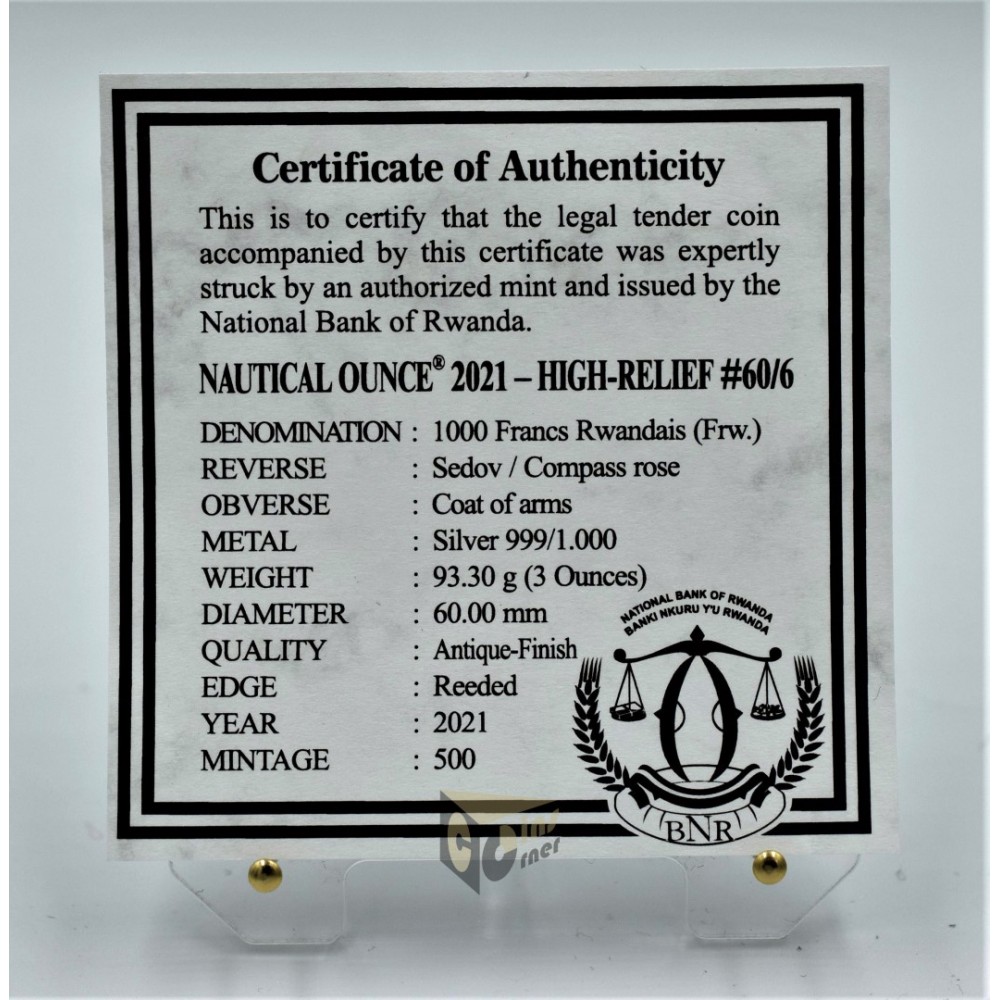 Certificate of Authenticity
This is to certify that the legal tender coin
accompanied by this certificate was expertly
struck by an authorized mint and issued by the
National Bank of Rwanda.
NAUTICAL OUNCE® 2021 – HIGH-RELIEF #60/6
DENOMINATION : 1000 Francs Rwandais (Frw.)
REVERSE : Sedov / Compass rose
OBVERSE : Coat of arms
METAL : Silver 999/1.000
WEIGHT : 93.30 g (3 Ounces)
DIAMETER : 60.00 mm
QUALITY : Antique-Finish
EDGE : Reeded
YEAR : 2021
MINTAGE : 500
NATIONAL BANK OF RWANDA
BANKI NKURU Y'U RWANDA
BNR